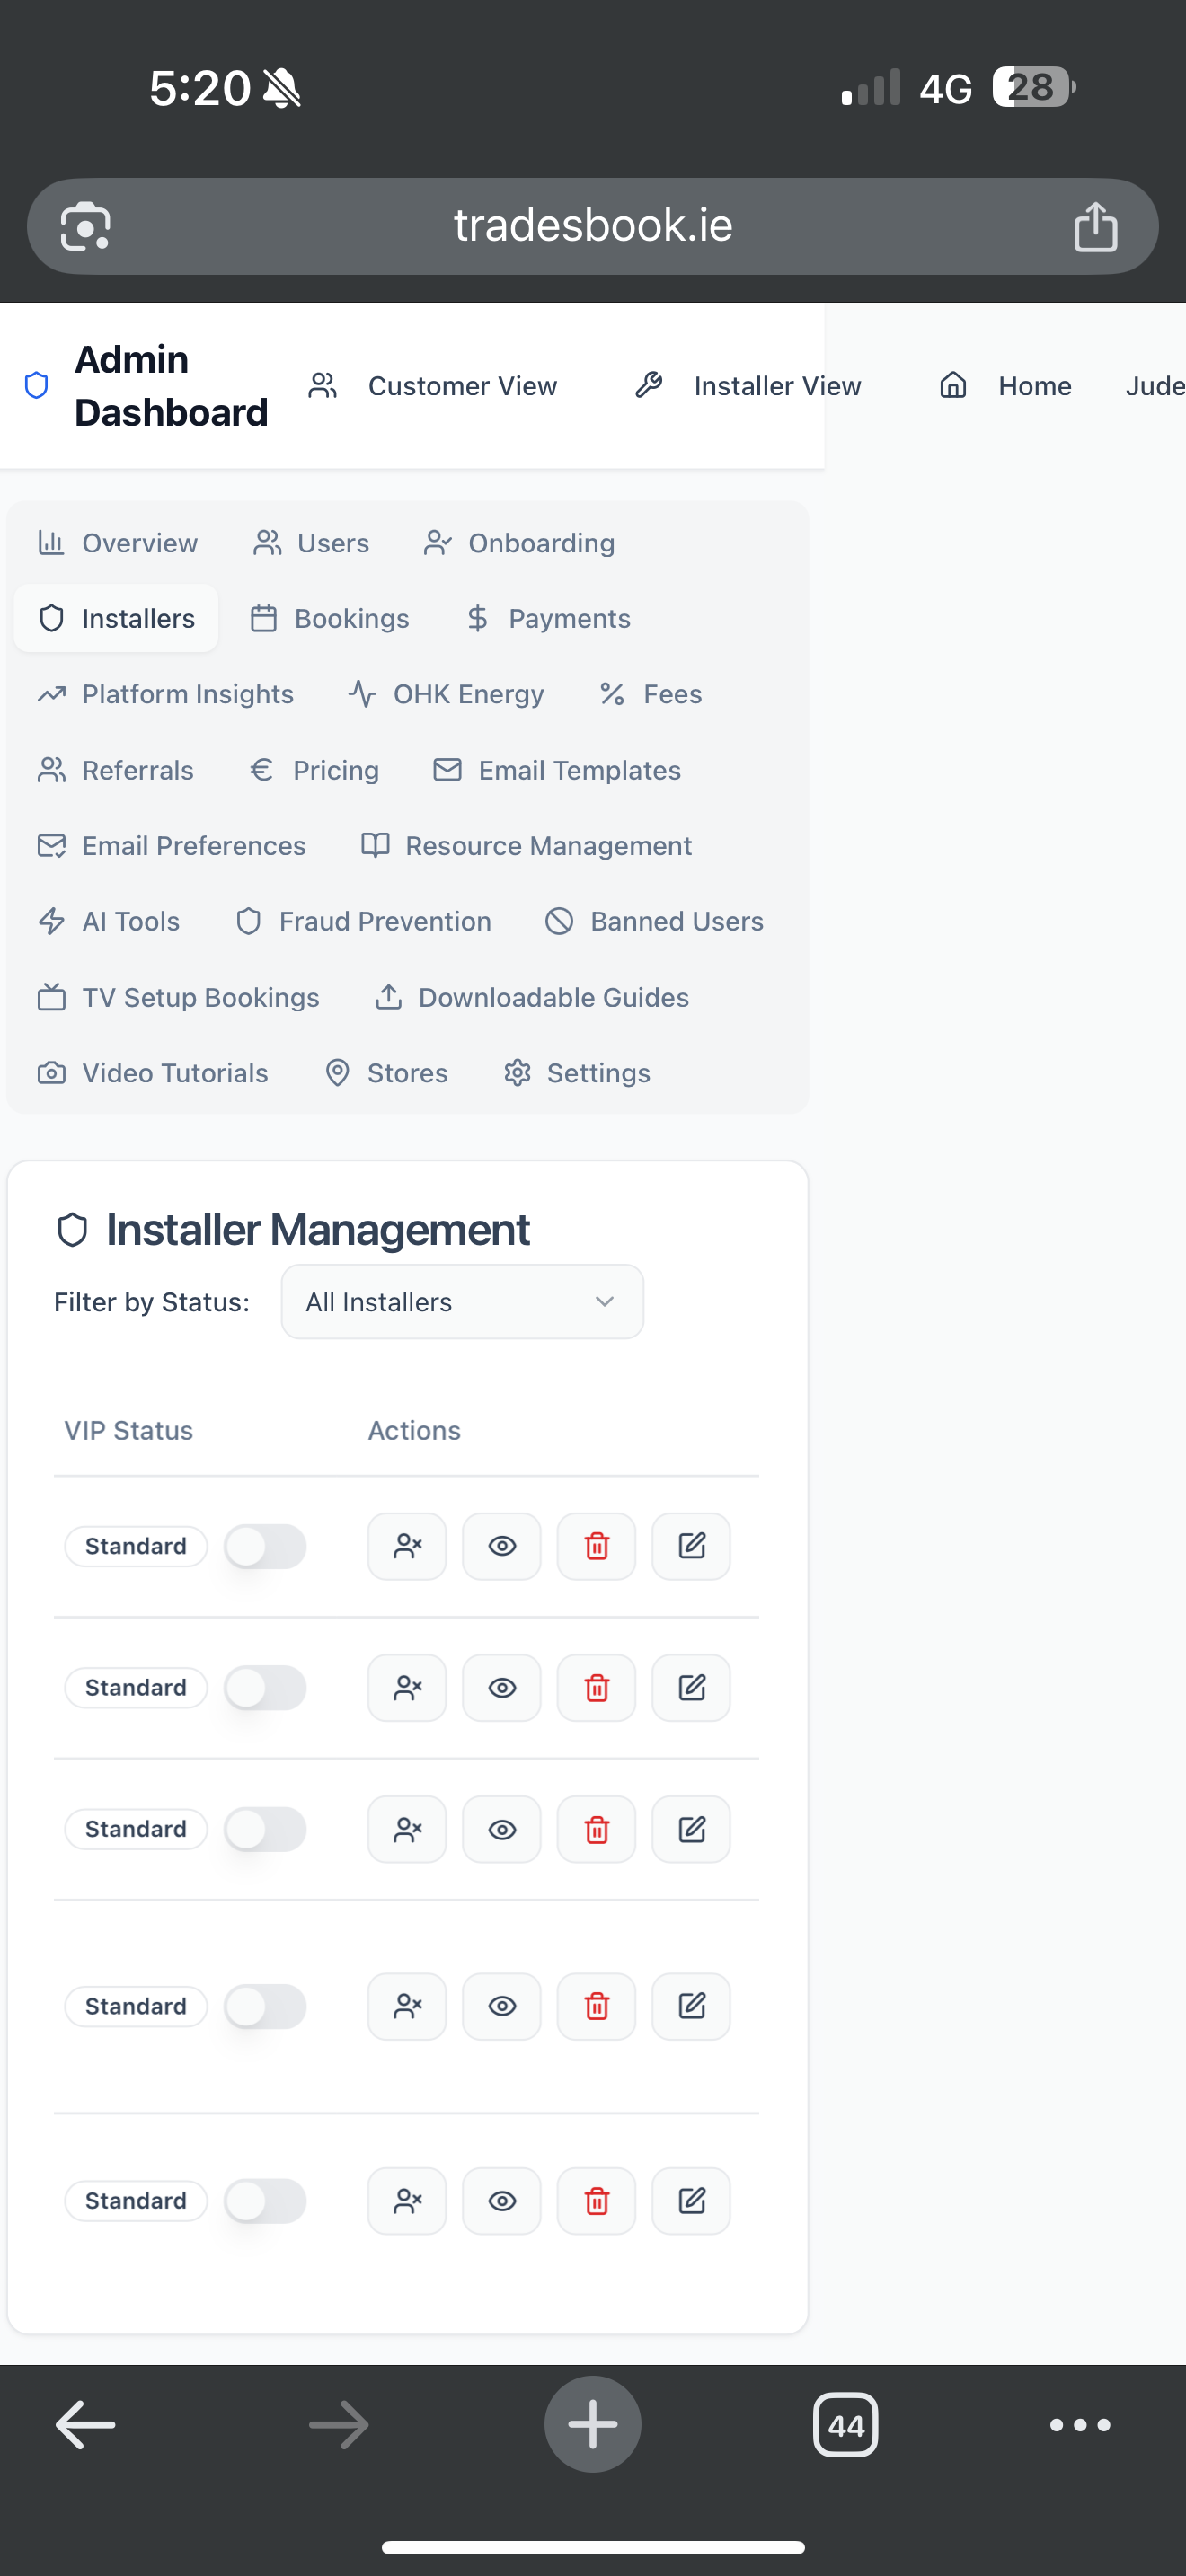 5:20
4G 28
tradesbook.ie
Admin Dashboard Customer View Installer View Home Jude
Overview Users Onboarding
Installers Bookings Payments
Platform Insights OHK Energy Fees
Referrals Pricing Email Templates
Email Preferences Resource Management
AI Tools Fraud Prevention Banned Users
TV Setup Bookings Downloadable Guides
Video Tutorials Stores Settings
Installer Management
Filter by Status: All Installers
VIP Status Actions
Standard
Standard
Standard
Standard
Standard
44